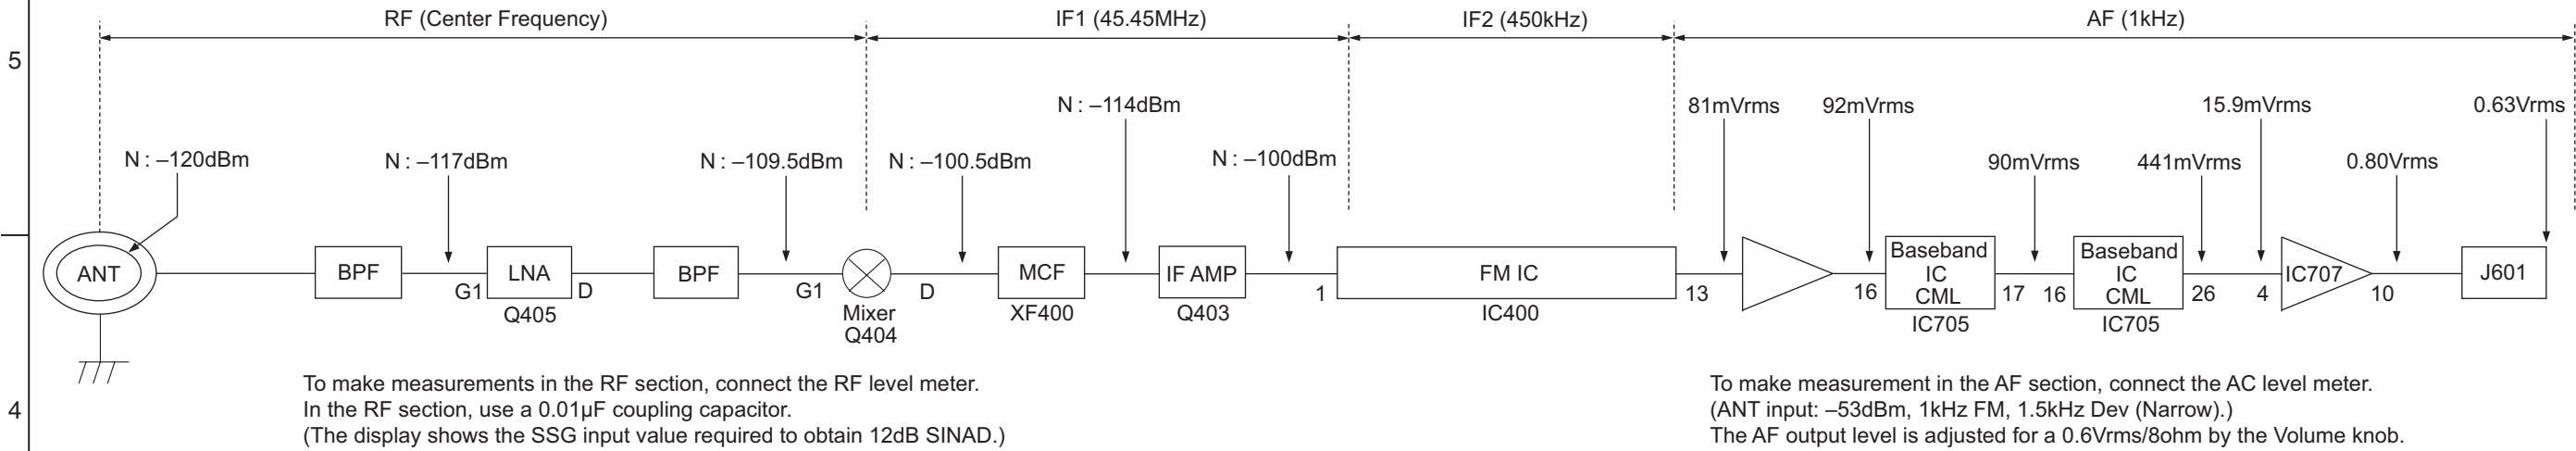 RF (Center Frequency)
IF1 (45.45MHz)
IF2 (450kHz)
AF (1kHz)
5
N : –114dBm
81mVrms
92mVrms
15.9mVrms
0.63Vrms
N : –120dBm
N : –117dBm
N : –109.5dBm
N : –100.5dBm
N : –100dBm
90mVrms
441mVrms
0.80Vrms
ANT
BPF
G1
LNA
Q405
D
BPF
G1
Mixer
Q404
D
MCF
XF400
IF AMP
Q403
1
FM IC
IC400
13
16
Baseband
IC
CML
IC705
17
16
Baseband
IC
CML
IC705
26
4
IC707
10
J601
4
To make measurements in the RF section, connect the RF level meter.
In the RF section, use a 0.01µF coupling capacitor.
(The display shows the SSG input value required to obtain 12dB SINAD.)
To make measurement in the AF section, connect the AC level meter.
(ANT input: –53dBm, 1kHz FM, 1.5kHz Dev (Narrow).)
The AF output level is adjusted for a 0.6Vrms/8ohm by the Volume knob.